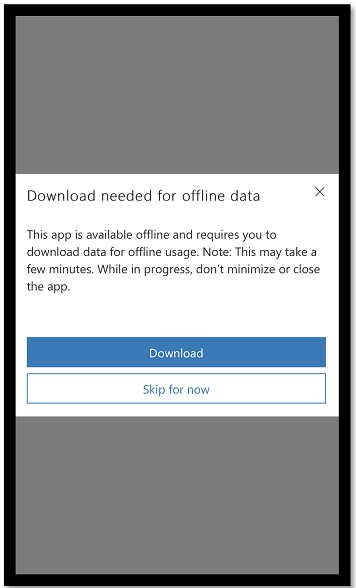 Download needed for offline data
This app is available offline and requires you to
download data for offline usage. Note: This may take a
few minutes. While in progress, don't minimize or close
the app.
Download
Skip for now